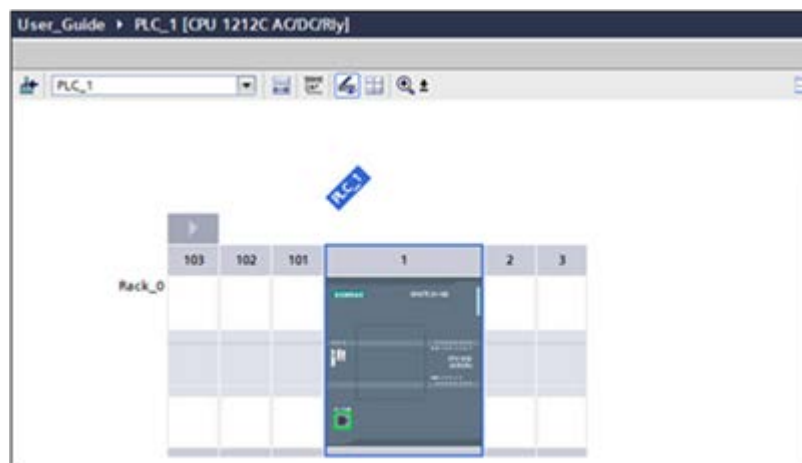 User_Guide ▸ PLC_1 [CPU 1212C AC/DC/Rly]
PLC_1
PLC_1
103 102 101 1 2 3
Rack_0
SIEMENS